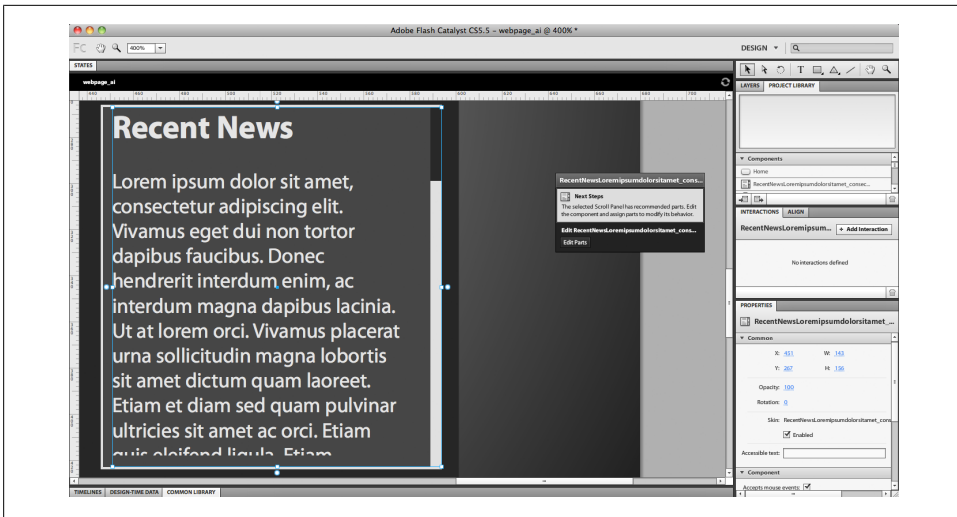 Adobe Flash Catalyst CS5.5 – webpage_ai @ 400% *
FC 400% DESIGN
STATES
webpage_ai
Recent News
Lorem ipsum dolor sit amet,
consectetur adipiscing elit.
Vivamus eget dui non tortor
dapibus faucibus. Donec
hendrerit interdum enim, ac
interdum magna dapibus lacinia.
Ut at lorem orci. Vivamus placerat
urna sollicitudin magna lobortis
sit amet dictum quam laoreet.
Etiam et diam sed quam pulvinar
ultricies sit amet ac orci. Etiam
quis eleifend ligula. Etiam
RecentNewsLoremipsumdolorsitamet_cons...
Next Steps
The selected Scroll Panel has recommended parts. Edit
the component and assign parts to modify its behavior.
Edit RecentNewsLoremipsumdolorsitamet_cons...
Edit Parts
LAYERS PROJECT LIBRARY
Components
Home
RecentNewsLoremipsumdolorsitamet_consec...
INTERACTIONS ALIGN
RecentNewsLoremipsum... + Add Interaction
No interactions defined
PROPERTIES
RecentNewsLoremipsumdolorsitamet_...
Common
X: 451 W: 143
Y: 267 H: 156
Opacity: 100
Rotation: 0
Skin: RecentNewsLoremipsumdolorsitamet_cons
Enabled
Accessible text:
Component
Accepts mouse events:
TIMELINES DESIGN-TIME DATA COMMON LIBRARY